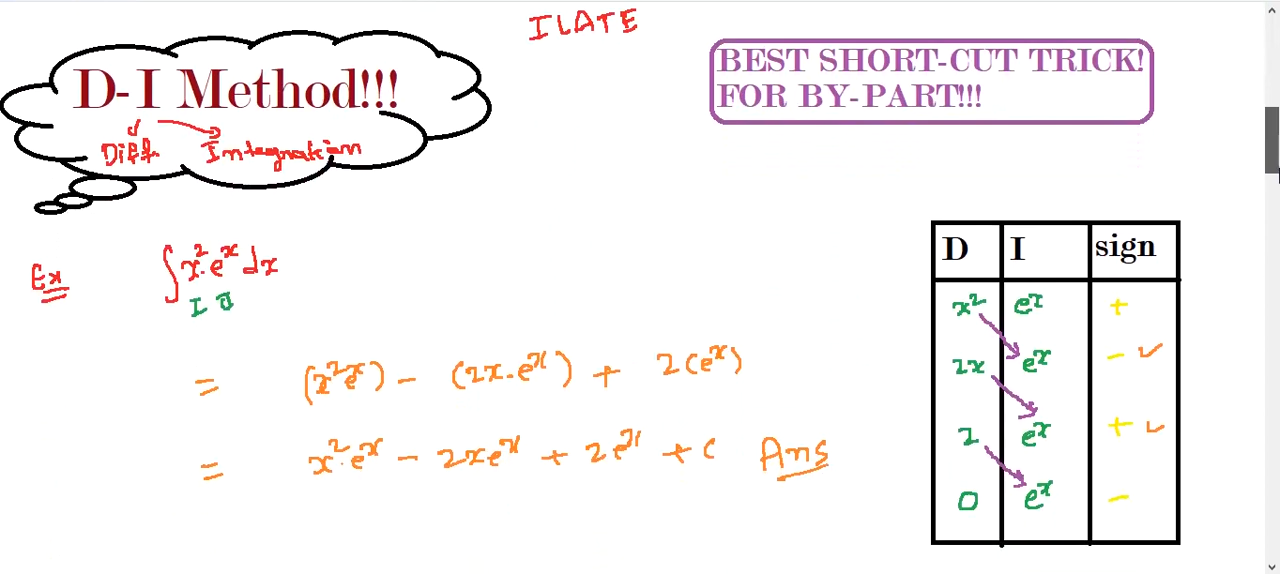 ILATE
D-I Method!!!
Diff. Integration
BEST SHORT-CUT TRICK!
FOR BY-PART!!!
Ex ∫x².eˣ dx
I II
= (x²eˣ) - (2x.eˣ) + 2(eˣ)
= x².eˣ - 2xeˣ + 2eˣ + C Ans
D I sign
x² eˣ +
2x eˣ - ✓
2 eˣ + ✓
0 eˣ -